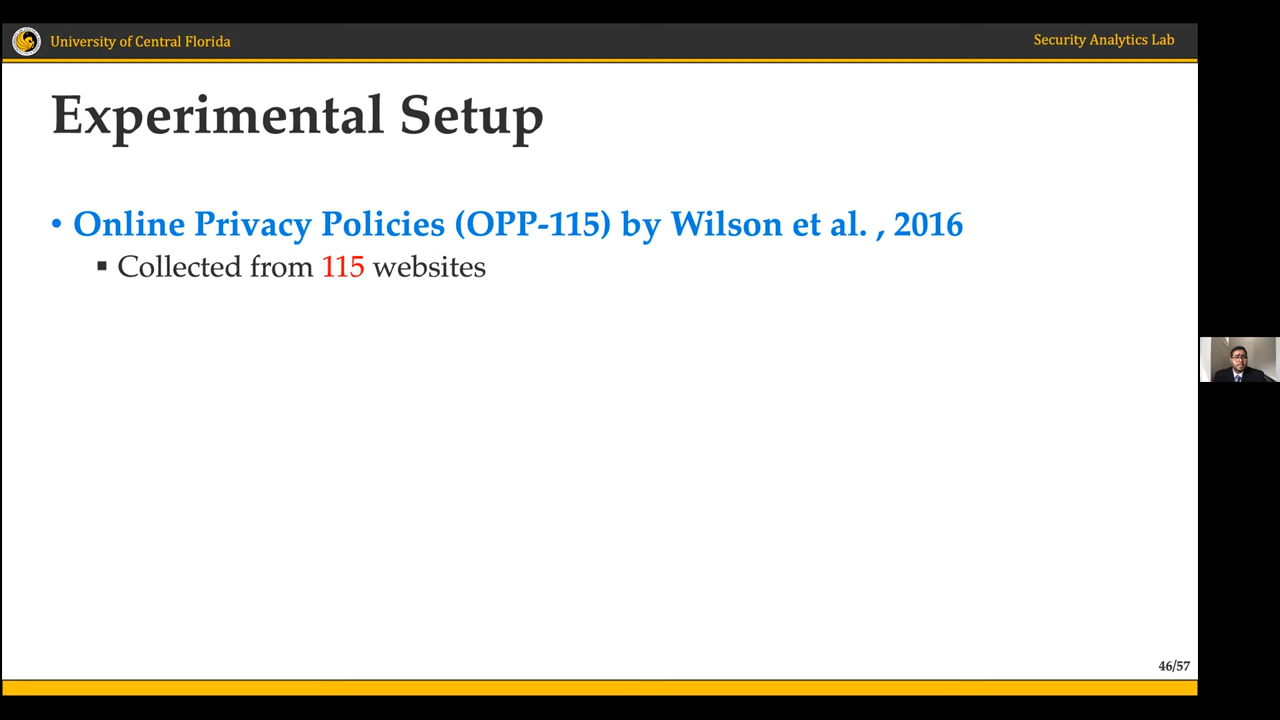 University of Central Florida
Security Analytics Lab
Experimental Setup
• Online Privacy Policies (OPP-115) by Wilson et al. , 2016
▪ Collected from 115 websites
46/57